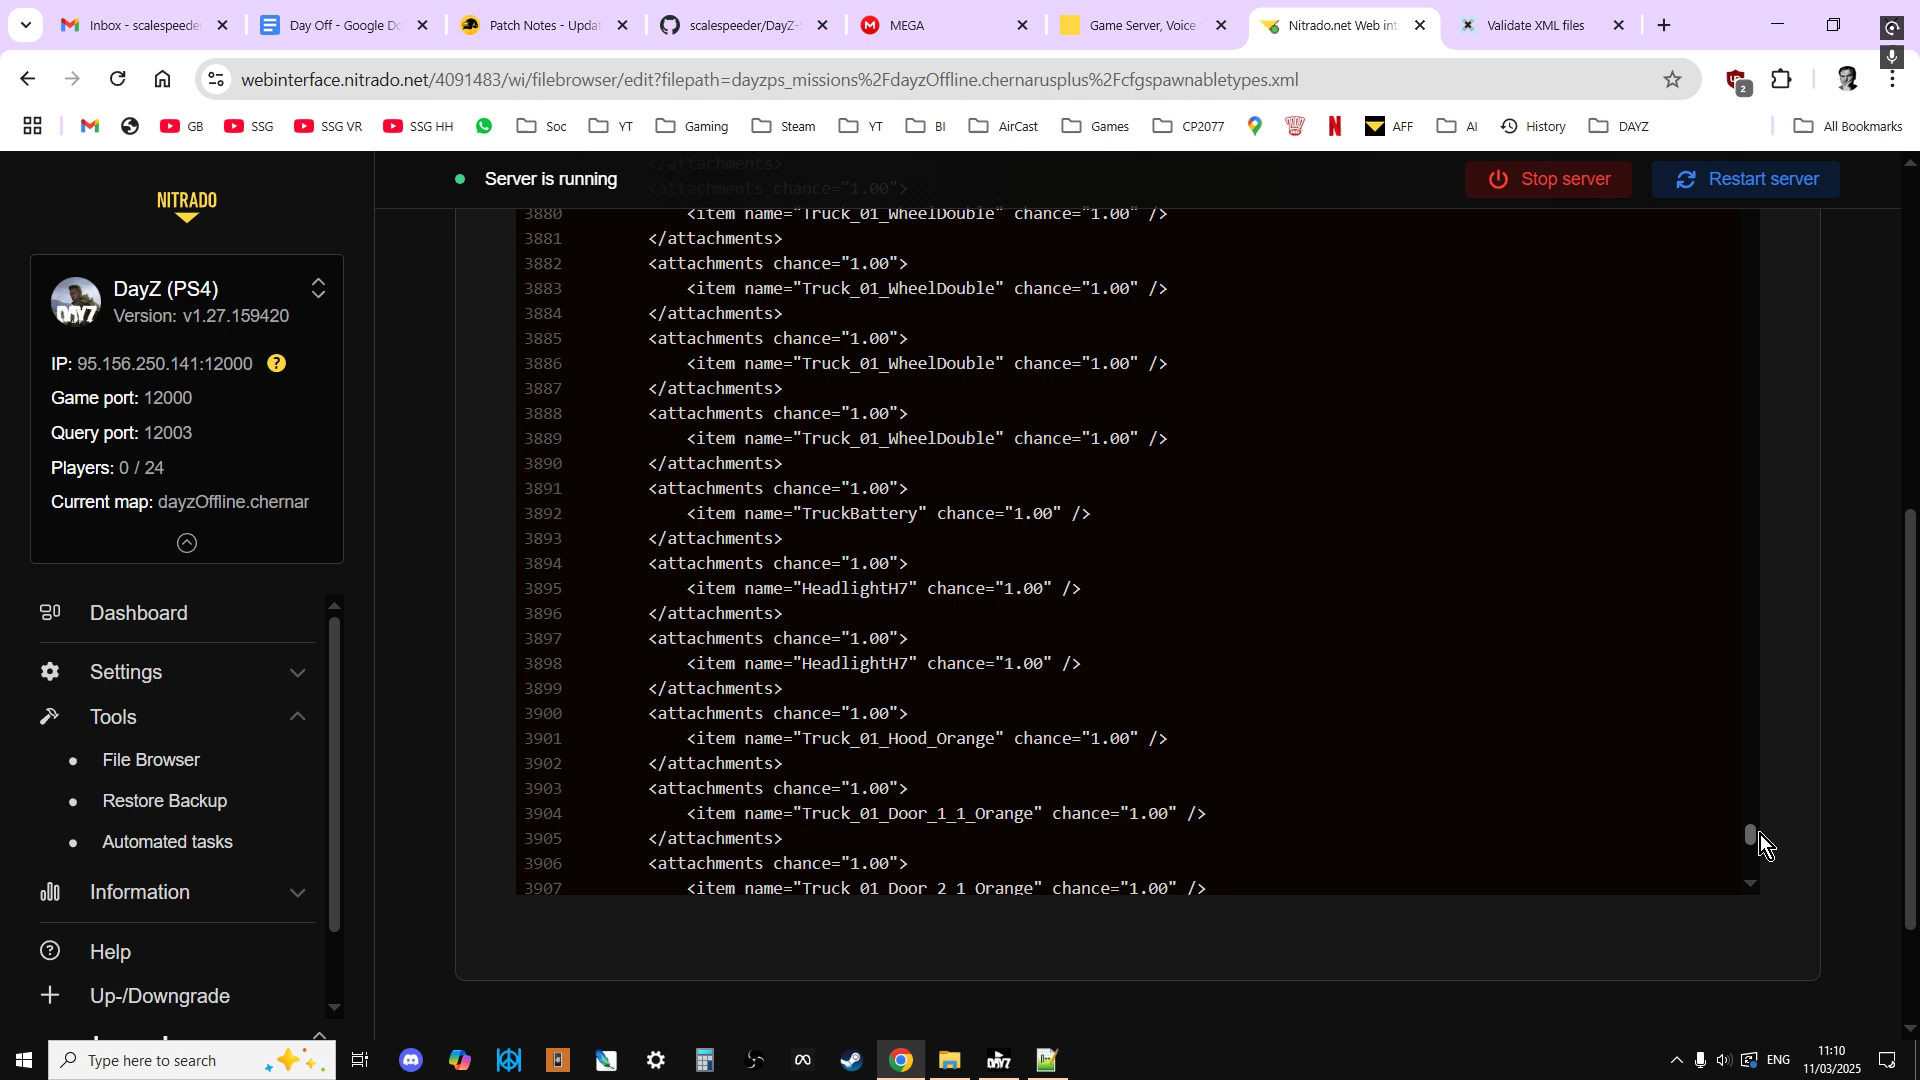 Inbox - scalespeede
Day Off - Google Do
Patch Notes - Updat
scalespeeder/DayZ-
MEGA
Game Server, Voice
Nitrado.net Web int
Validate XML files
webinterface.nitrado.net/4091483/wi/filebrowser/edit?filepath=dayzps_missions%2FdayzOffline.chernarusplus%2Fcfgspawnabletypes.xml
2
GB
SSG
SSG VR
SSG HH
Soc
YT
Gaming
Steam
YT
BI
AirCast
Games
CP2077
AFF
AI
History
DAYZ
All Bookmarks
NITRADO
Server is running
Stop server
Restart server
DayZ (PS4)
Version: v1.27.159420
IP: 95.156.250.141:12000 ?
Game port: 12000
Query port: 12003
Players: 0 / 24
Current map: dayzOffline.chernar
Dashboard
Settings
Tools
File Browser
Restore Backup
Automated tasks
Information
Help
Up-/Downgrade
</attachments>
<attachments chance="1.00">
3880 <item name="Truck_01_WheelDouble" chance="1.00" />
3881 </attachments>
3882 <attachments chance="1.00">
3883 <item name="Truck_01_WheelDouble" chance="1.00" />
3884 </attachments>
3885 <attachments chance="1.00">
3886 <item name="Truck_01_WheelDouble" chance="1.00" />
3887 </attachments>
3888 <attachments chance="1.00">
3889 <item name="Truck_01_WheelDouble" chance="1.00" />
3890 </attachments>
3891 <attachments chance="1.00">
3892 <item name="TruckBattery" chance="1.00" />
3893 </attachments>
3894 <attachments chance="1.00">
3895 <item name="HeadlightH7" chance="1.00" />
3896 </attachments>
3897 <attachments chance="1.00">
3898 <item name="HeadlightH7" chance="1.00" />
3899 </attachments>
3900 <attachments chance="1.00">
3901 <item name="Truck_01_Hood_Orange" chance="1.00" />
3902 </attachments>
3903 <attachments chance="1.00">
3904 <item name="Truck_01_Door_1_1_Orange" chance="1.00" />
3905 </attachments>
3906 <attachments chance="1.00">
3907 <item name="Truck_01_Door_2_1_Orange" chance="1.00" />
Type here to search
DAYZ
ENG
11:10
11/03/2025